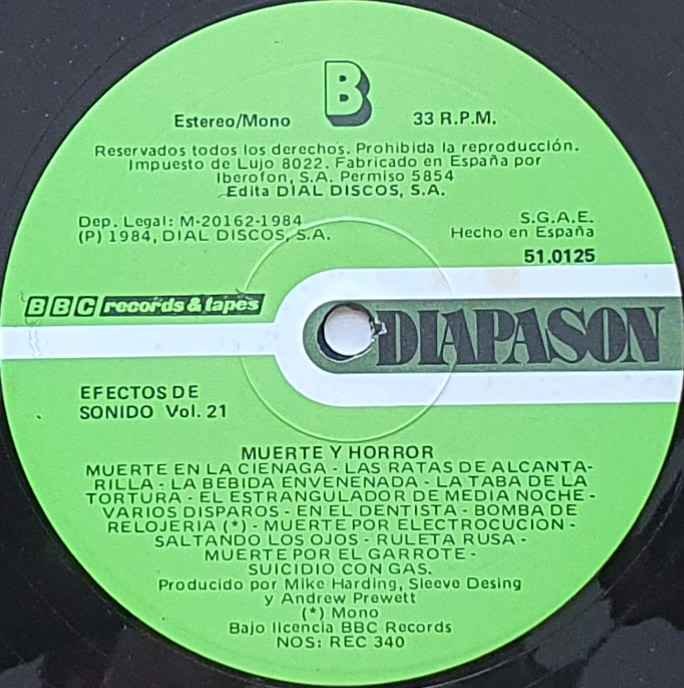 B
Estereo/Mono 33 R.P.M.
Reservados todos los derechos. Prohibida la reproducción.
Impuesto de Lujo 8022. Fabricado en España por
Iberofon, S.A. Permiso 5854
Edita DIAL DISCOS, S.A.
Dep. Legal: M-20162-1984 S.G.A.E.
(P) 1984, DIAL DISCOS, S.A. Hecho en España
51.0125
BBC records & tapes
DIAPASON
EFECTOS DE
SONIDO Vol. 21
MUERTE Y HORROR
MUERTE EN LA CIENAGA - LAS RATAS DE ALCANTA-
RILLA - LA BEBIDA ENVENENADA - LA TABA DE LA
TORTURA - EL ESTRANGULADOR DE MEDIA NOCHE -
VARIOS DISPAROS - EN EL DENTISTA - BOMBA DE
RELOJERIA (*) - MUERTE POR ELECTROCUCION -
SALTANDO LOS OJOS - RULETA RUSA -
MUERTE POR EL GARROTE -
SUICIDIO CON GAS.
Producido por Mike Harding, Sleeve Desing
y Andrew Prewett
(*) Mono
Bajo licencia BBC Records
NOS: REC 340